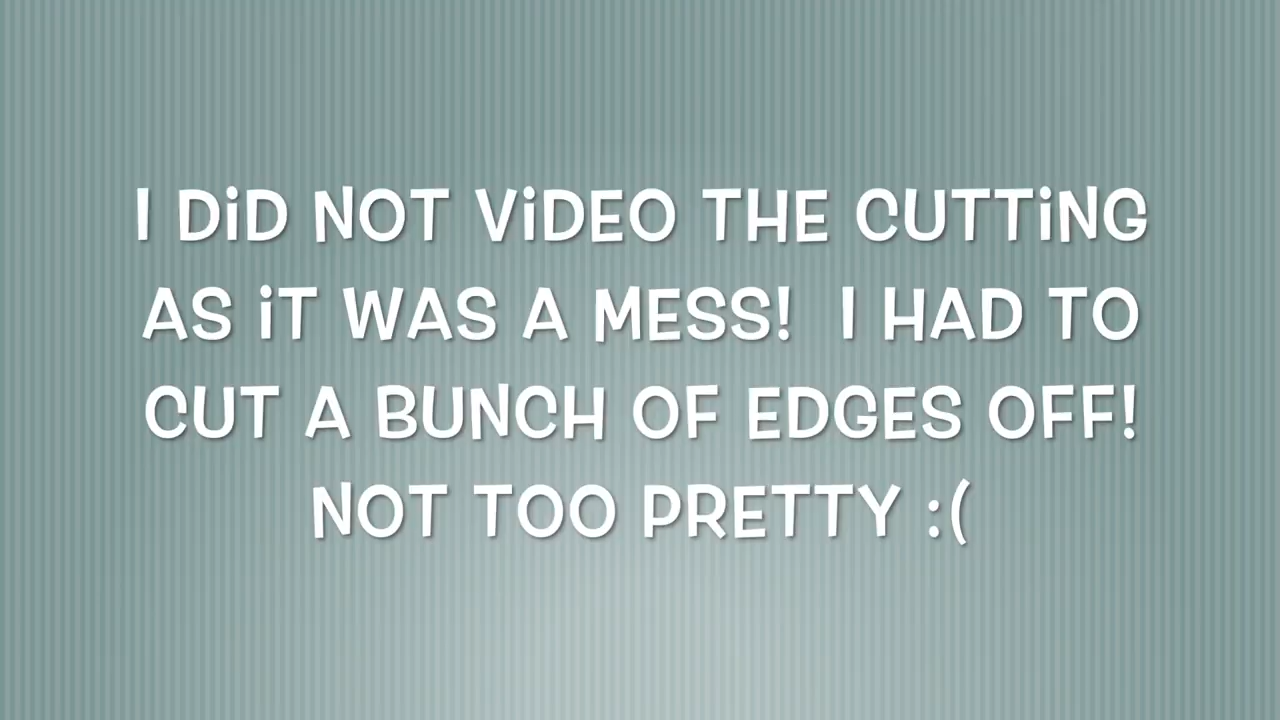 I DiD NOT ViDEO THE CUTTiNG
AS iT WAS A MESS!  I HAD TO
CUT A BUNCH OF EDGES OFF!
NOT TOO PRETTY :(